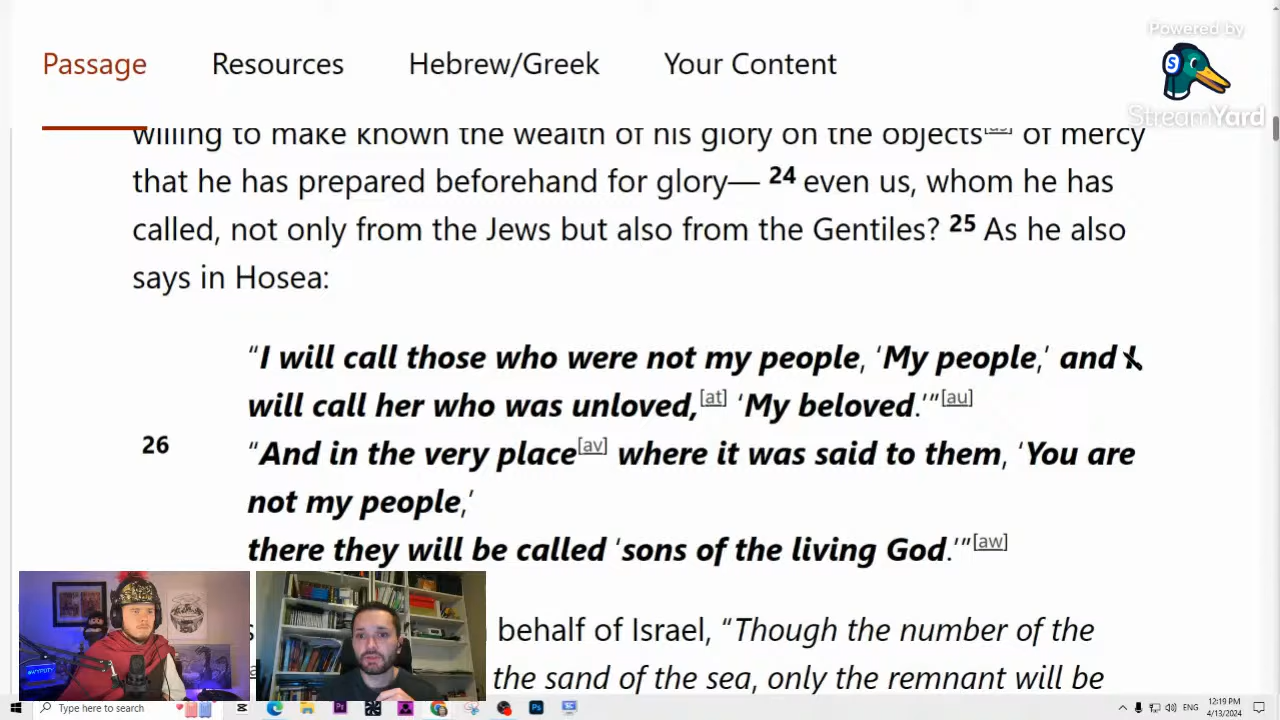 Passage Resources Hebrew/Greek Your Content
Powered by
StreamYard
willing to make known the wealth of his glory on the objects[as] of mercy
that he has prepared beforehand for glory— 24 even us, whom he has
called, not only from the Jews but also from the Gentiles? 25 As he also
says in Hosea:
“I will call those who were not my people, ‘My people,’ and I
will call her who was unloved,[at] ‘My beloved.’”[au]
26 “And in the very place[av] where it was said to them, ‘You are
not my people,’
there they will be called ‘sons of the living God.’”[aw]
behalf of Israel, “Though the number of the
the sand of the sea, only the remnant will be
Type here to search
ENG
12:19 PM
4/13/2024